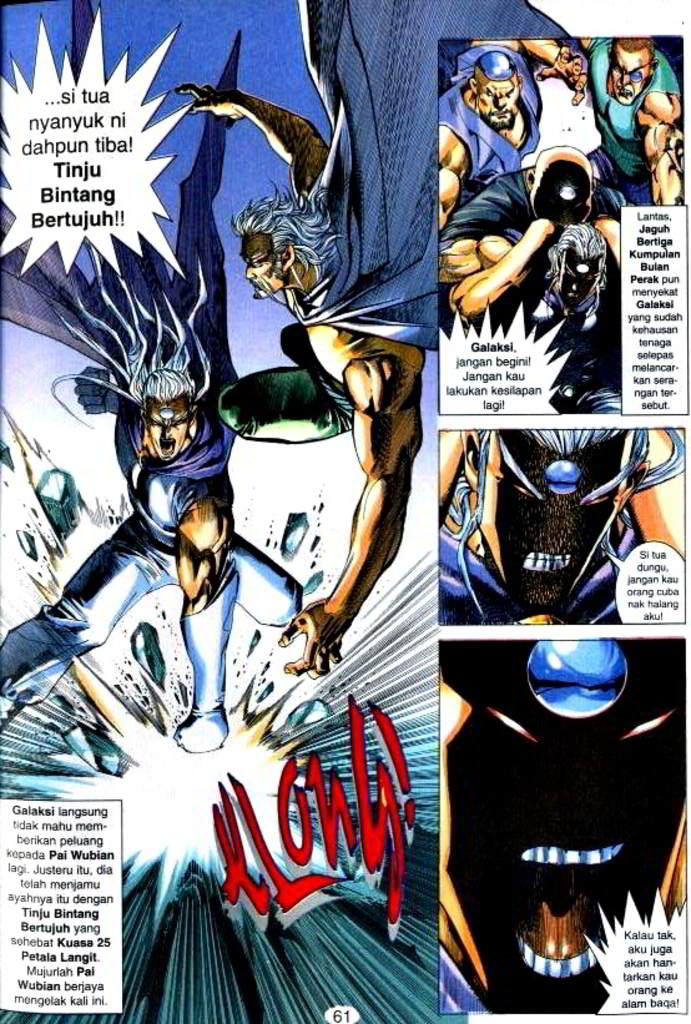 ...si tua
nyanyuk ni
dahpun tiba!
Tinju
Bintang
Bertujuh!!
Galaksi langsung
tidak mahu mem-
berikan peluang
kepada Pai Wubian
lagi. Justeru itu, dia
telah menjamu
ayahnya itu dengan
Tinju Bintang
Bertujuh yang
sehebat Kuasa 25
Petala Langit.
Mujurlah Pai
Wubian berjaya
mengelak kali ini.
KLONG!
Lantas,
Jaguh
Bertiga
Kumpulan
Bulan
Perak pun
menyekat
Galaksi
yang sudah
kehausan
tenaga
selepas
melancar-
kan sera-
ngan ter-
sebut.
Galaksi,
jangan begini!
Jangan kau
lakukan kesilapan
lagi!
Si tua
dungu,
jangan kau
orang cuba
nak halang
aku!
Kalau tak,
aku juga
akan han-
tarkan kau
orang ke
alam baqa!
61